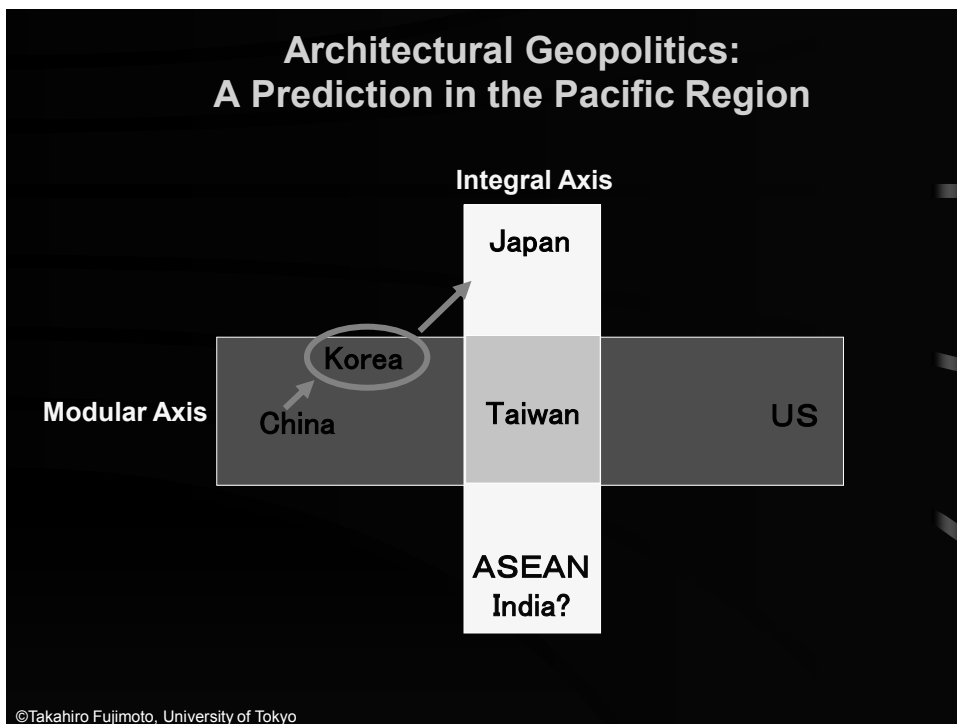 Architectural Geopolitics:
A Prediction in the Pacific Region
Integral Axis
Japan
Korea
Modular Axis
China
Taiwan
US
ASEAN
India?
©Takahiro Fujimoto, University of Tokyo